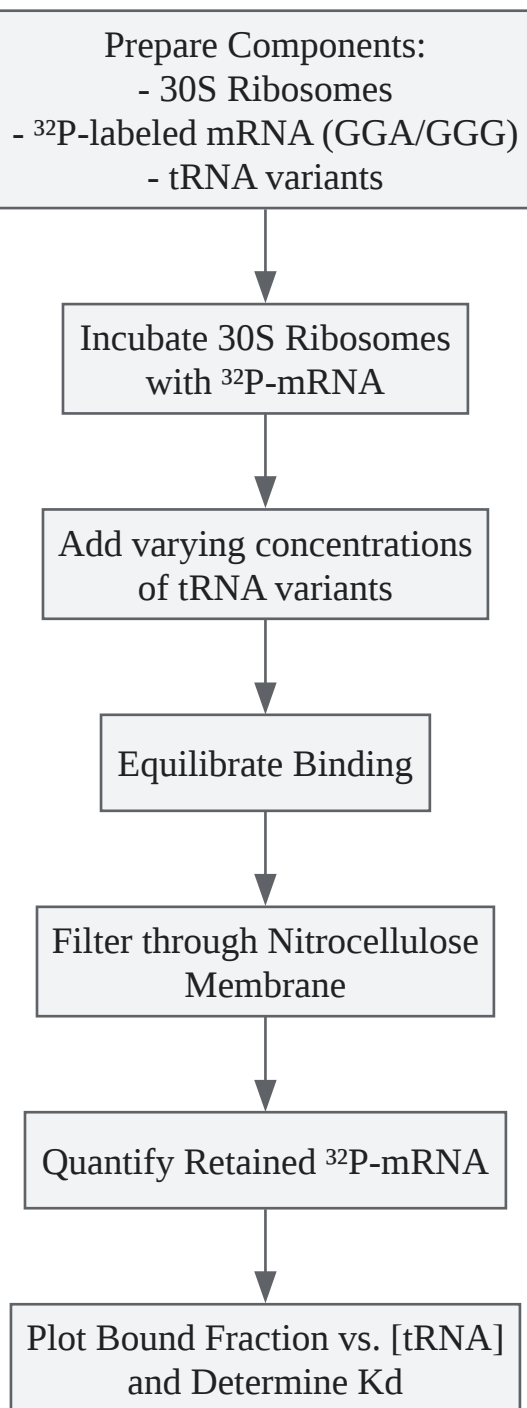 Prepare Components:
- 30S Ribosomes
- ³²P-labeled mRNA (GGA/GGG)
- tRNA variants
Incubate 30S Ribosomes
with ³²P-mRNA
Add varying concentrations
of tRNA variants
Equilibrate Binding
Filter through Nitrocellulose
Membrane
Quantify Retained ³²P-mRNA
Plot Bound Fraction vs. [tRNA]
and Determine Kd